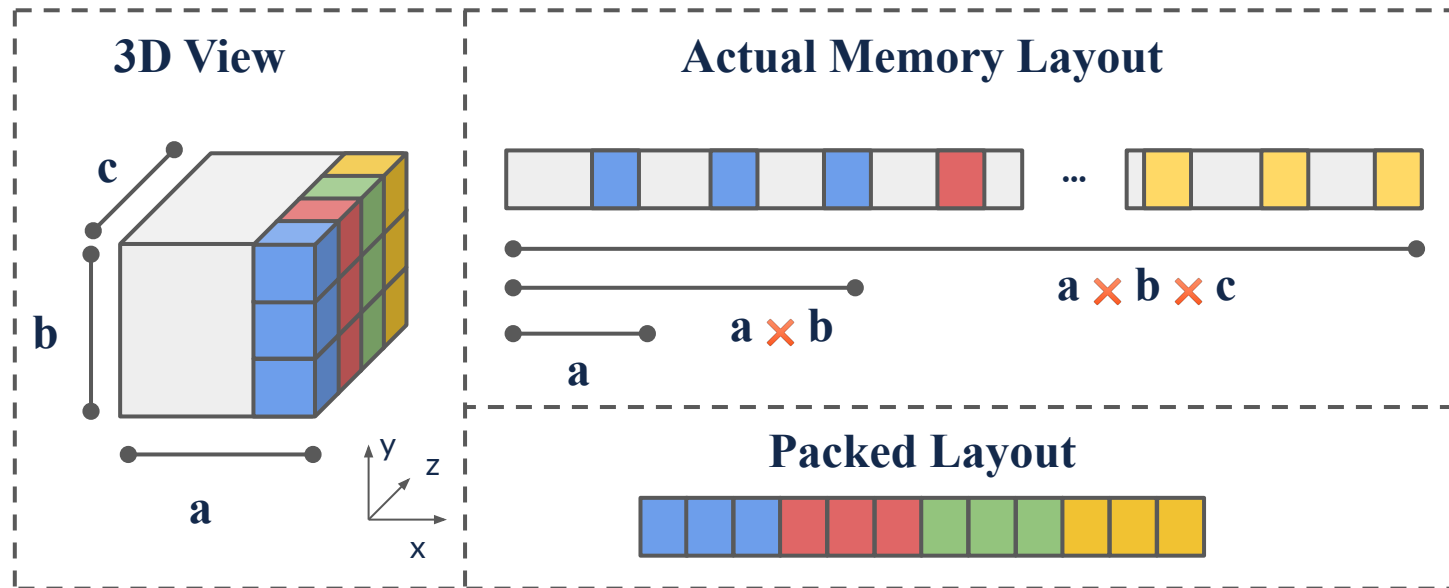 3D View
c
b
a
y
z
x
Actual Memory Layout
...
a × b × c
a × b
a
Packed Layout